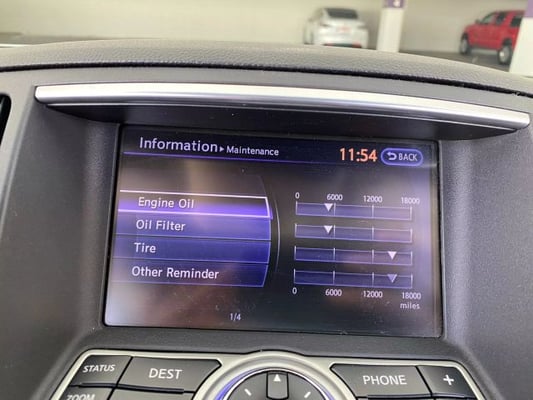 Information ▸ Maintenance 11:54 BACK
0 6000 12000 18000
Engine Oil
Oil Filter
Tire
Other Reminder
0 6000 12000 18000
miles
1/4
STATUS DEST PHONE +
ZOOM